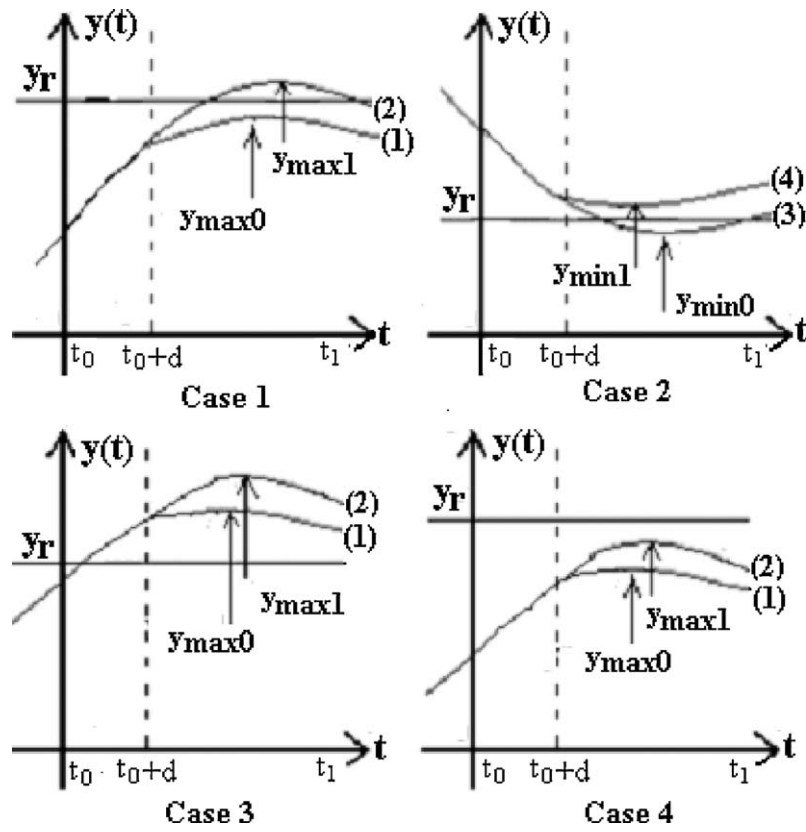 y(t)
yr
(2)
(1)
ymax1
ymax0
t
t0
t0+d
t1
Case 1
y(t)
yr
(4)
(3)
ymin1
ymin0
t
t0
t0+d
t1
Case 2
y(t)
yr
(2)
(1)
ymax1
ymax0
t
t0
t0+d
t1
Case 3
y(t)
yr
(2)
(1)
ymax1
ymax0
t
t0
t0+d
t1
Case 4